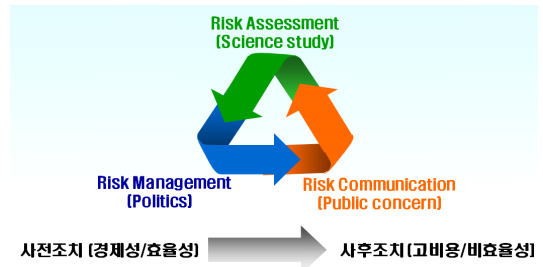 Risk Assessment
(Science study)
Risk Management
(Politics)
Risk Communication
(Public concern)
사전조치 (경제성/효율성)
사후조치(고비용/비효율성)